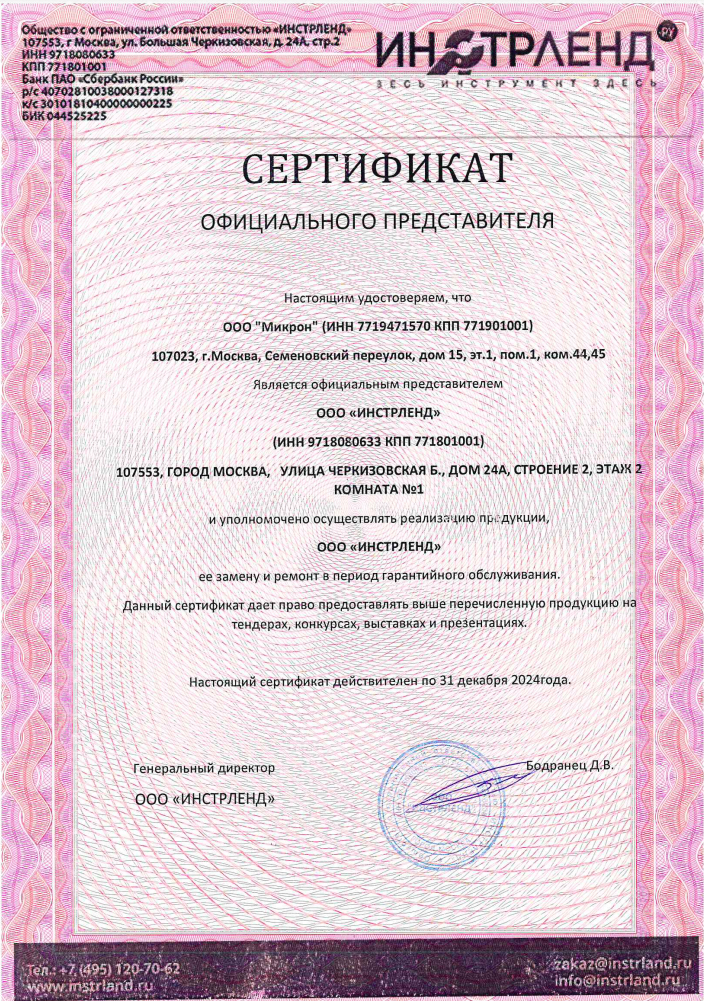 Общество с ограниченной ответственностью «ИНСТРЛЕНД»
107553, г Москва, ул. Большая Черкизовская, д. 24А, стр.2
ИНН 9718080633
КПП 771801001
Банк ПАО «Сбербанк России»
р/с 40702810038000127318
к/с 30101810400000000225
БИК 044525225
ИНСТРЛЕНД РУ
ВЕСЬ ИНСТРУМЕНТ ЗДЕСЬ
СЕРТИФИКАТ
ОФИЦИАЛЬНОГО ПРЕДСТАВИТЕЛЯ
Настоящим удостоверяем, что
ООО "Микрон" (ИНН 7719471570 КПП 771901001)
107023, г.Москва, Семеновский переулок, дом 15, эт.1, пом.1, ком.44,45
Является официальным представителем
ООО «ИНСТРЛЕНД»
(ИНН 9718080633 КПП 771801001)
107553, ГОРОД МОСКВА, УЛИЦА ЧЕРКИЗОВСКАЯ Б., ДОМ 24А, СТРОЕНИЕ 2, ЭТАЖ 2
КОМНАТА №1
и уполномочено осуществлять реализацию продукции,
ООО «ИНСТРЛЕНД»
ее замену и ремонт в период гарантийного обслуживания.
Данный сертификат дает право предоставлять выше перечисленную продукцию на
тендерах, конкурсах, выставках и презентациях.
Настоящий сертификат действителен по 31 декабря 2024года.
Генеральный директор
Бодранец Д.В.
ООО «ИНСТРЛЕНД»
Тел.: +7 (495) 120-70-62
www.instrland.ru
zakaz@instrland.ru
info@instrland.ru